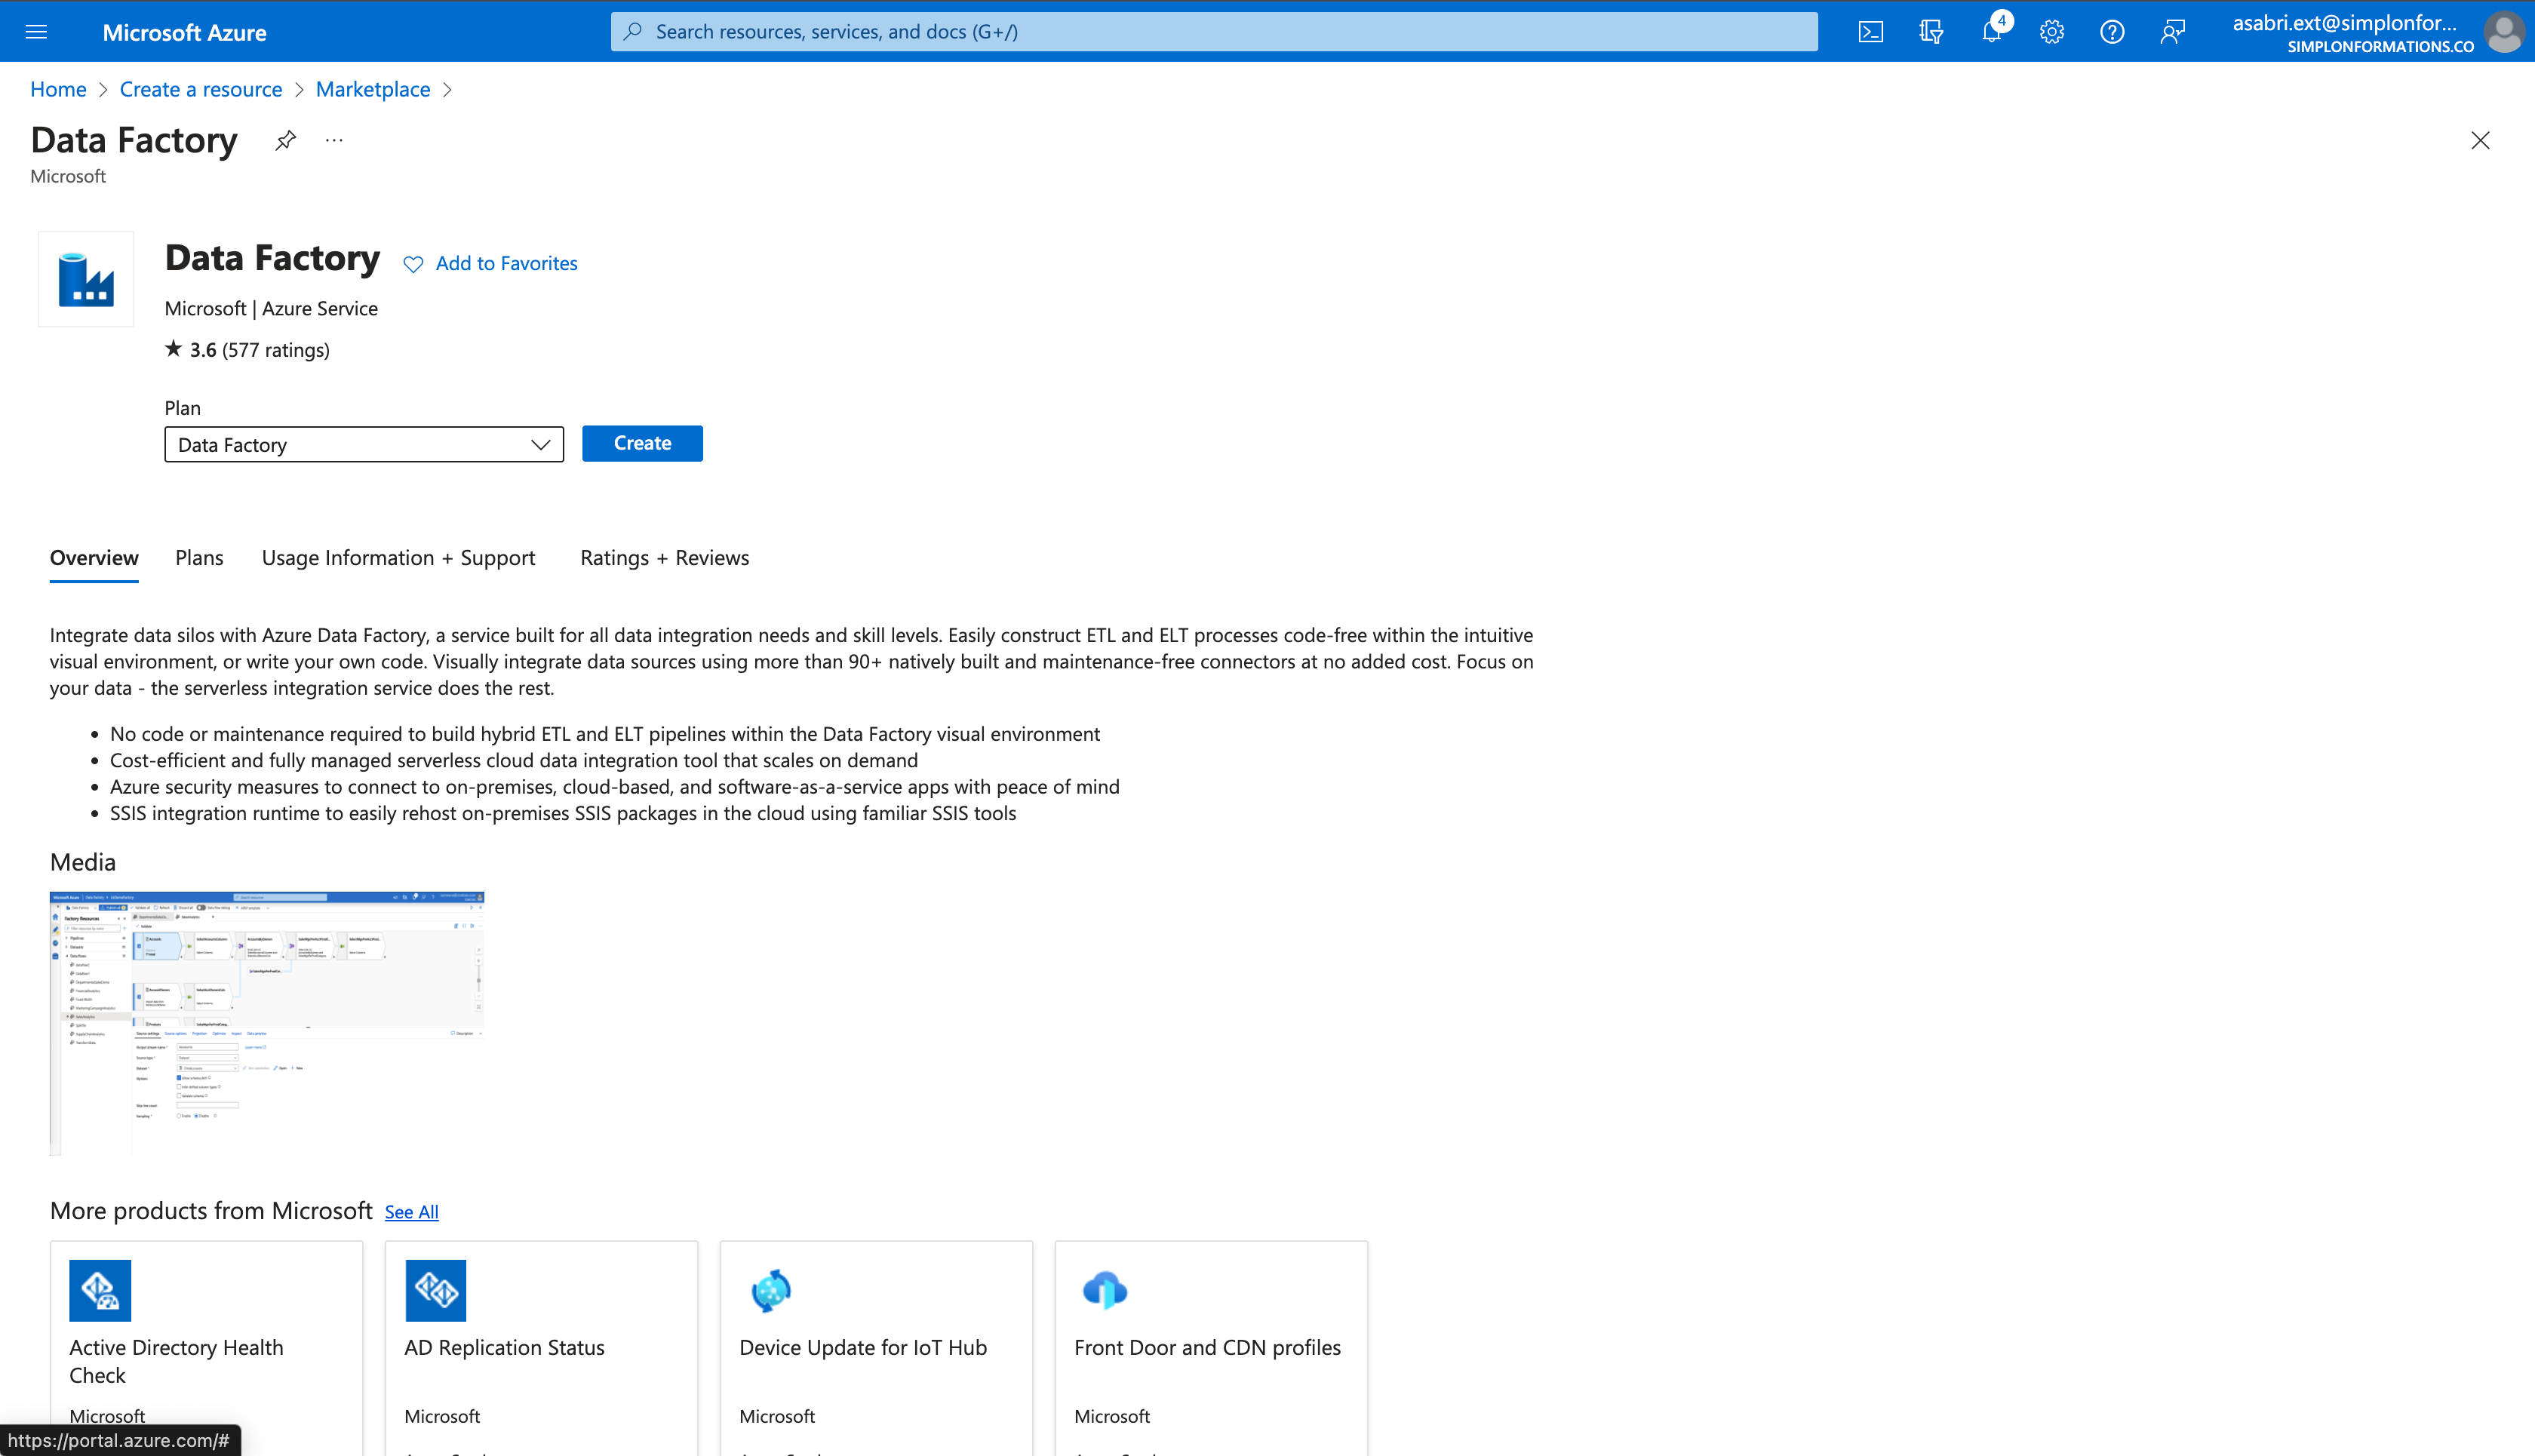 Microsoft Azure
Search resources, services, and docs (G+/)
4
asabri.ext@simplonfor...
SIMPLONFORMATIONS.CO
Home > Create a resource > Marketplace >
Data Factory
...
Microsoft
Data Factory
Add to Favorites
Microsoft | Azure Service
★ 3.6 (577 ratings)
Plan
Data Factory
Create
Overview
Plans
Usage Information + Support
Ratings + Reviews
Integrate data silos with Azure Data Factory, a service built for all data integration needs and skill levels. Easily construct ETL and ELT processes code-free within the intuitive
visual environment, or write your own code. Visually integrate data sources using more than 90+ natively built and maintenance-free connectors at no added cost. Focus on
your data - the serverless integration service does the rest.
• No code or maintenance required to build hybrid ETL and ELT pipelines within the Data Factory visual environment
• Cost-efficient and fully managed serverless cloud data integration tool that scales on demand
• Azure security measures to connect to on-premises, cloud-based, and software-as-a-service apps with peace of mind
• SSIS integration runtime to easily rehost on-premises SSIS packages in the cloud using familiar SSIS tools
Media
Microsoft Azure
Factory Resources
More products from Microsoft See All
Active Directory Health
Check
Microsoft
AD Replication Status
Microsoft
Device Update for IoT Hub
Microsoft
Front Door and CDN profiles
Microsoft
https://portal.azure.com/#